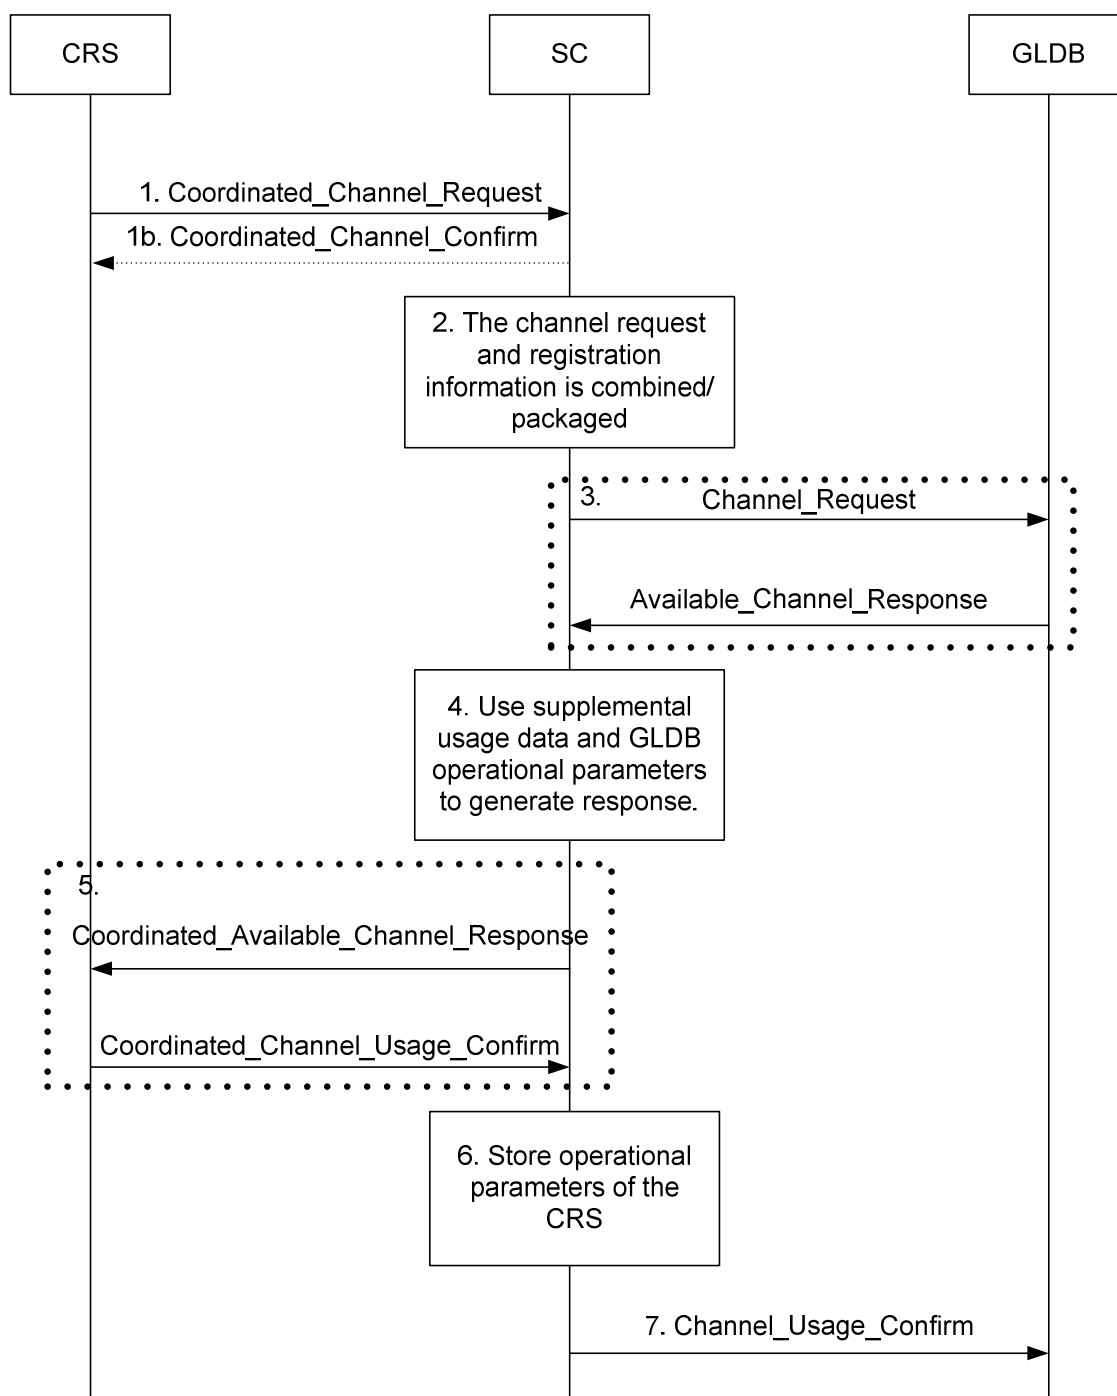 CRS
SC
GLDB
1. Coordinated_Channel_Request
1b. Coordinated_Channel_Confirm
2. The channel request
and registration
information is combined/
packaged
3.
Channel_Request
Available_Channel_Response
4. Use supplemental
usage data and GLDB
operational parameters
to generate response.
5.
Coordinated_Available_Channel_Response
Coordinated_Channel_Usage_Confirm
6. Store operational
parameters of the
CRS
7. Channel_Usage_Confirm